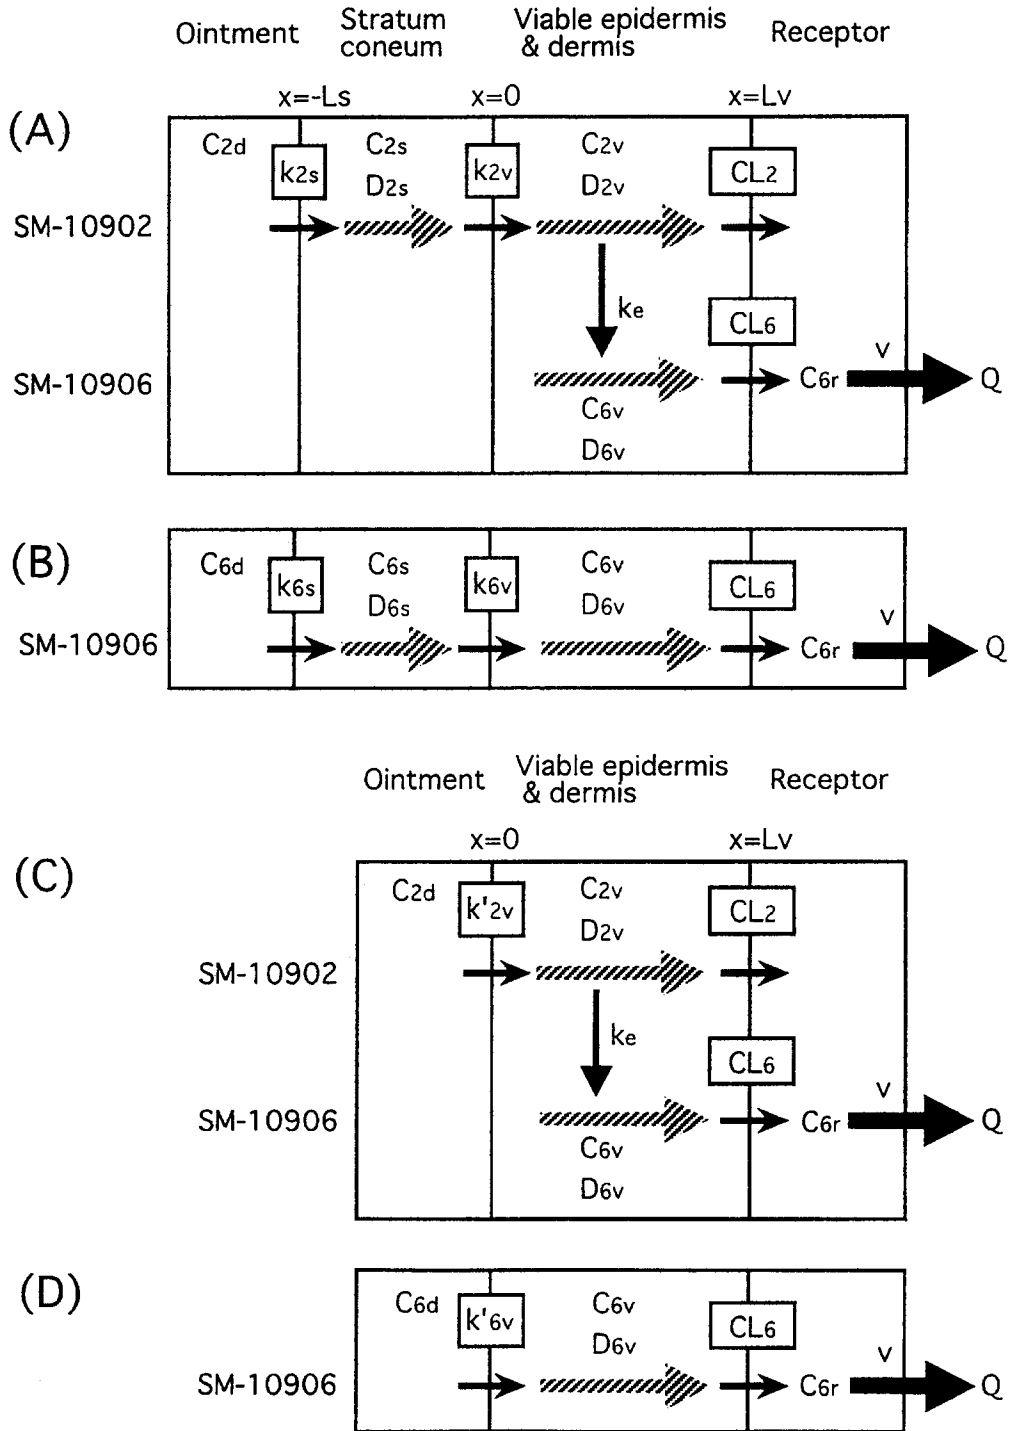 Ointment Stratum coneum Viable epidermis & dermis Receptor
x=-Ls x=0 x=Lv
(A)
C2d C2s C2v
k2s k2v CL2
D2s D2v
SM-10902
ke CL6
v
SM-10906 C6r Q
C6v
D6v
(B)
C6d C6s C6v
k6s k6v CL6
D6s D6v
v
SM-10906 C6r Q
Ointment Viable epidermis & dermis Receptor
x=0 x=Lv
(C)
C2d C2v
k'2v CL2
D2v
SM-10902
ke CL6
v
SM-10906 C6r Q
C6v
D6v
(D)
C6d C6v
k'6v CL6
D6v
v
SM-10906 C6r Q